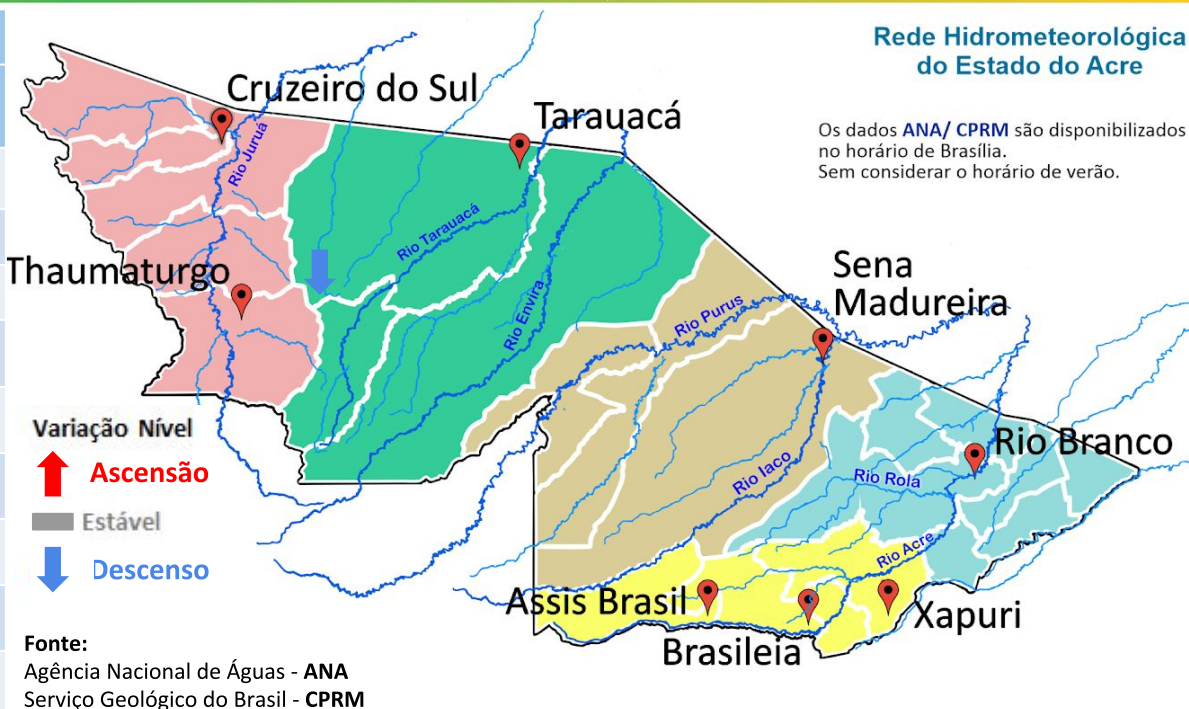 Rede Hidrometeorológica
do Estado do Acre
Os dados ANA/ CPRM são disponibilizados
no horário de Brasília.
Sem considerar o horário de verão.
Cruzeiro do Sul
Tarauacá
Rio Juruá
Rio Tarauacá
Thaumaturgo
Rio Envira
Sena
Madureira
Rio Purus
Rio Branco
Rio Iaco
Rio Rola
Rio Acre
Assis Brasil
Brasileia
Xapuri
Variação Nível
Ascensão
Estável
Descenso
Fonte:
Agência Nacional de Águas - ANA
Serviço Geológico do Brasil - CPRM